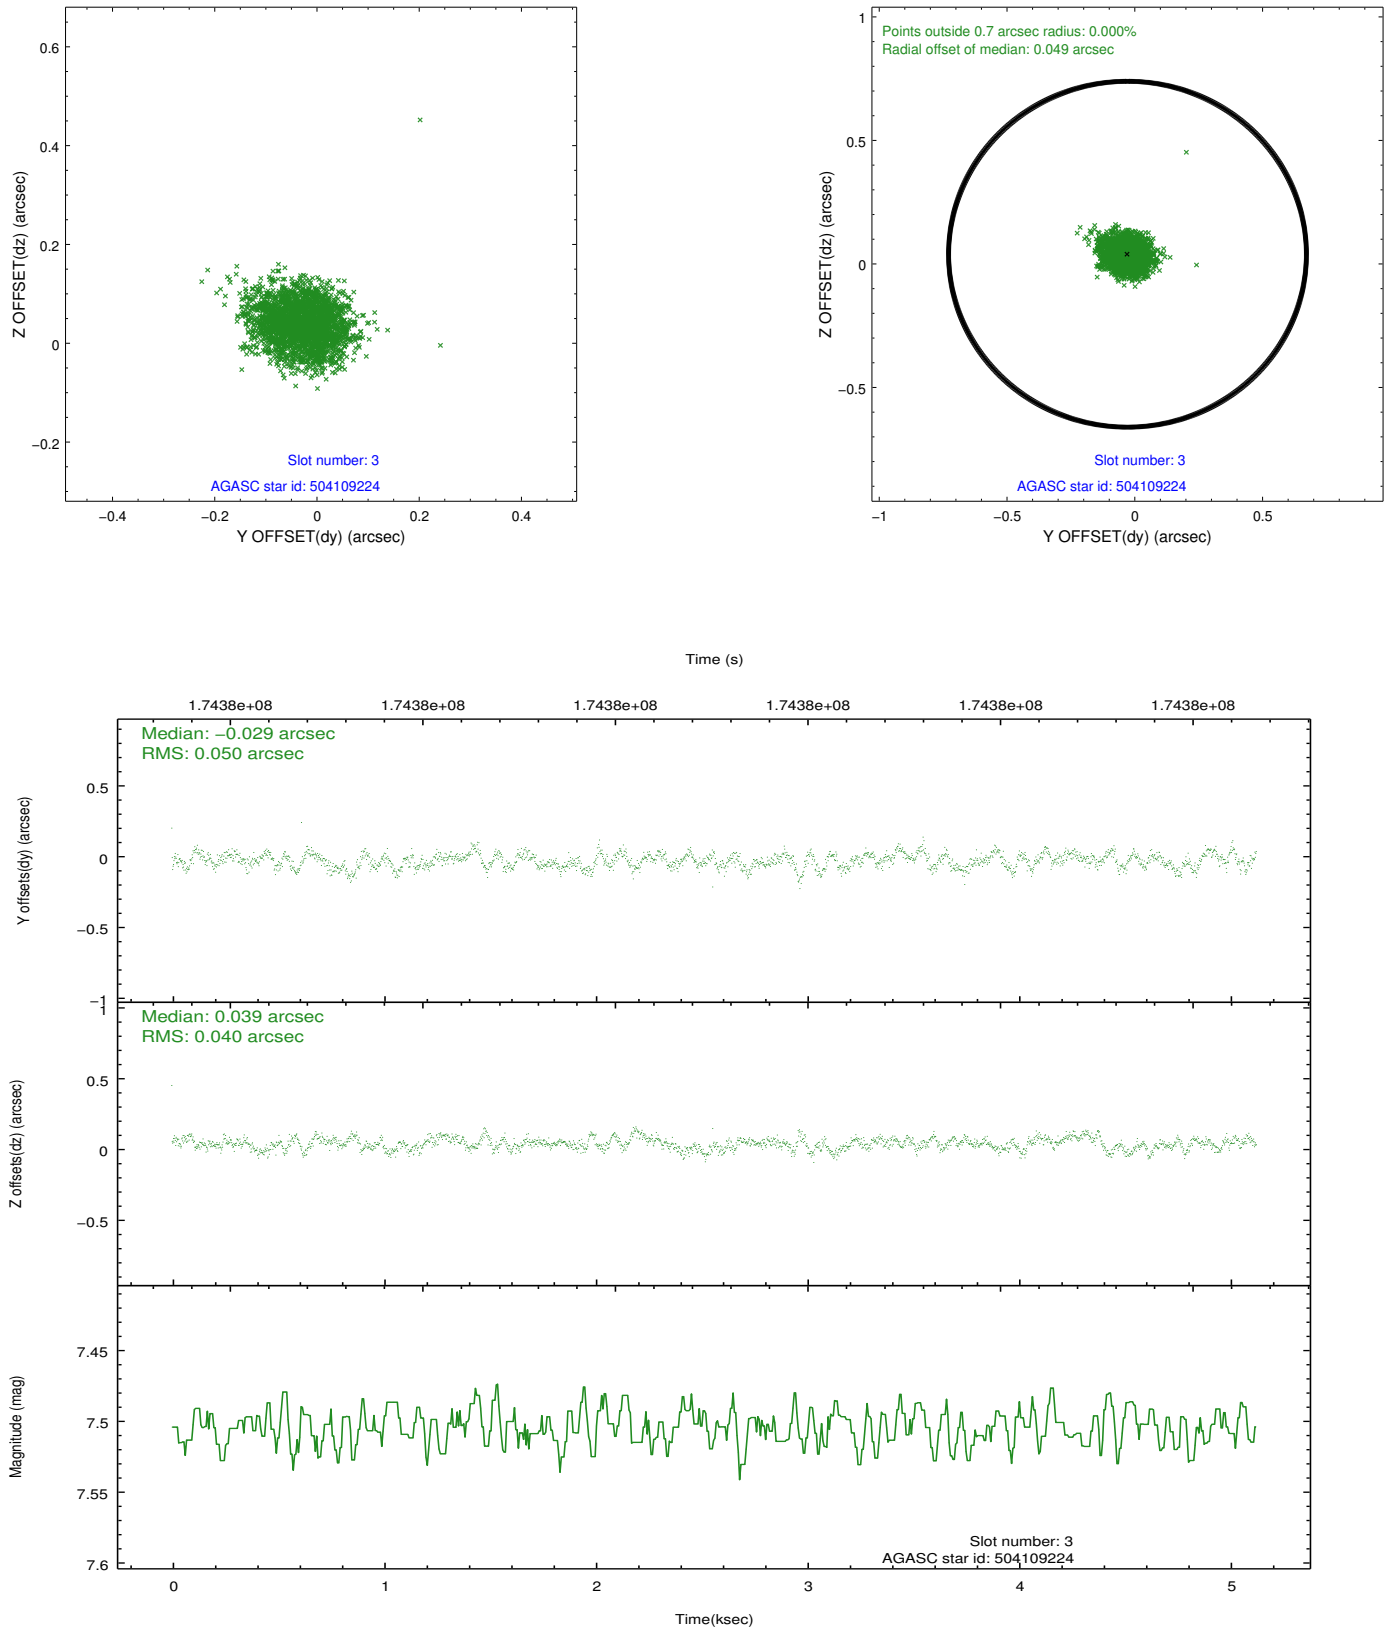 0.6
0.4
0.2
0
−0.2
−0.4
−0.2
0
0.2
0.4
Z OFFSET(dz) (arcsec)
Y OFFSET(dy) (arcsec)
Slot number: 3
AGASC star id: 504109224
Points outside 0.7 arcsec radius: 0.000%
Radial offset of median: 0.049 arcsec
1
0.5
0
−0.5
−1
−0.5
0
0.5
Z OFFSET(dz) (arcsec)
Y OFFSET(dy) (arcsec)
Slot number: 3
AGASC star id: 504109224
Time (s)
1.7438e+08 1.7438e+08 1.7438e+08 1.7438e+08 1.7438e+08 1.7438e+08
Median: −0.029 arcsec
RMS: 0.050 arcsec
0.5
0
−0.5
−1
Y offsets(dy) (arcsec)
Median: 0.039 arcsec
RMS: 0.040 arcsec
1
0.5
0
−0.5
Z offsets(dz) (arcsec)
7.45
7.5
7.55
7.6
Magnitude (mag)
Slot number: 3
AGASC star id: 504109224
0 1 2 3 4 5
Time(ksec)